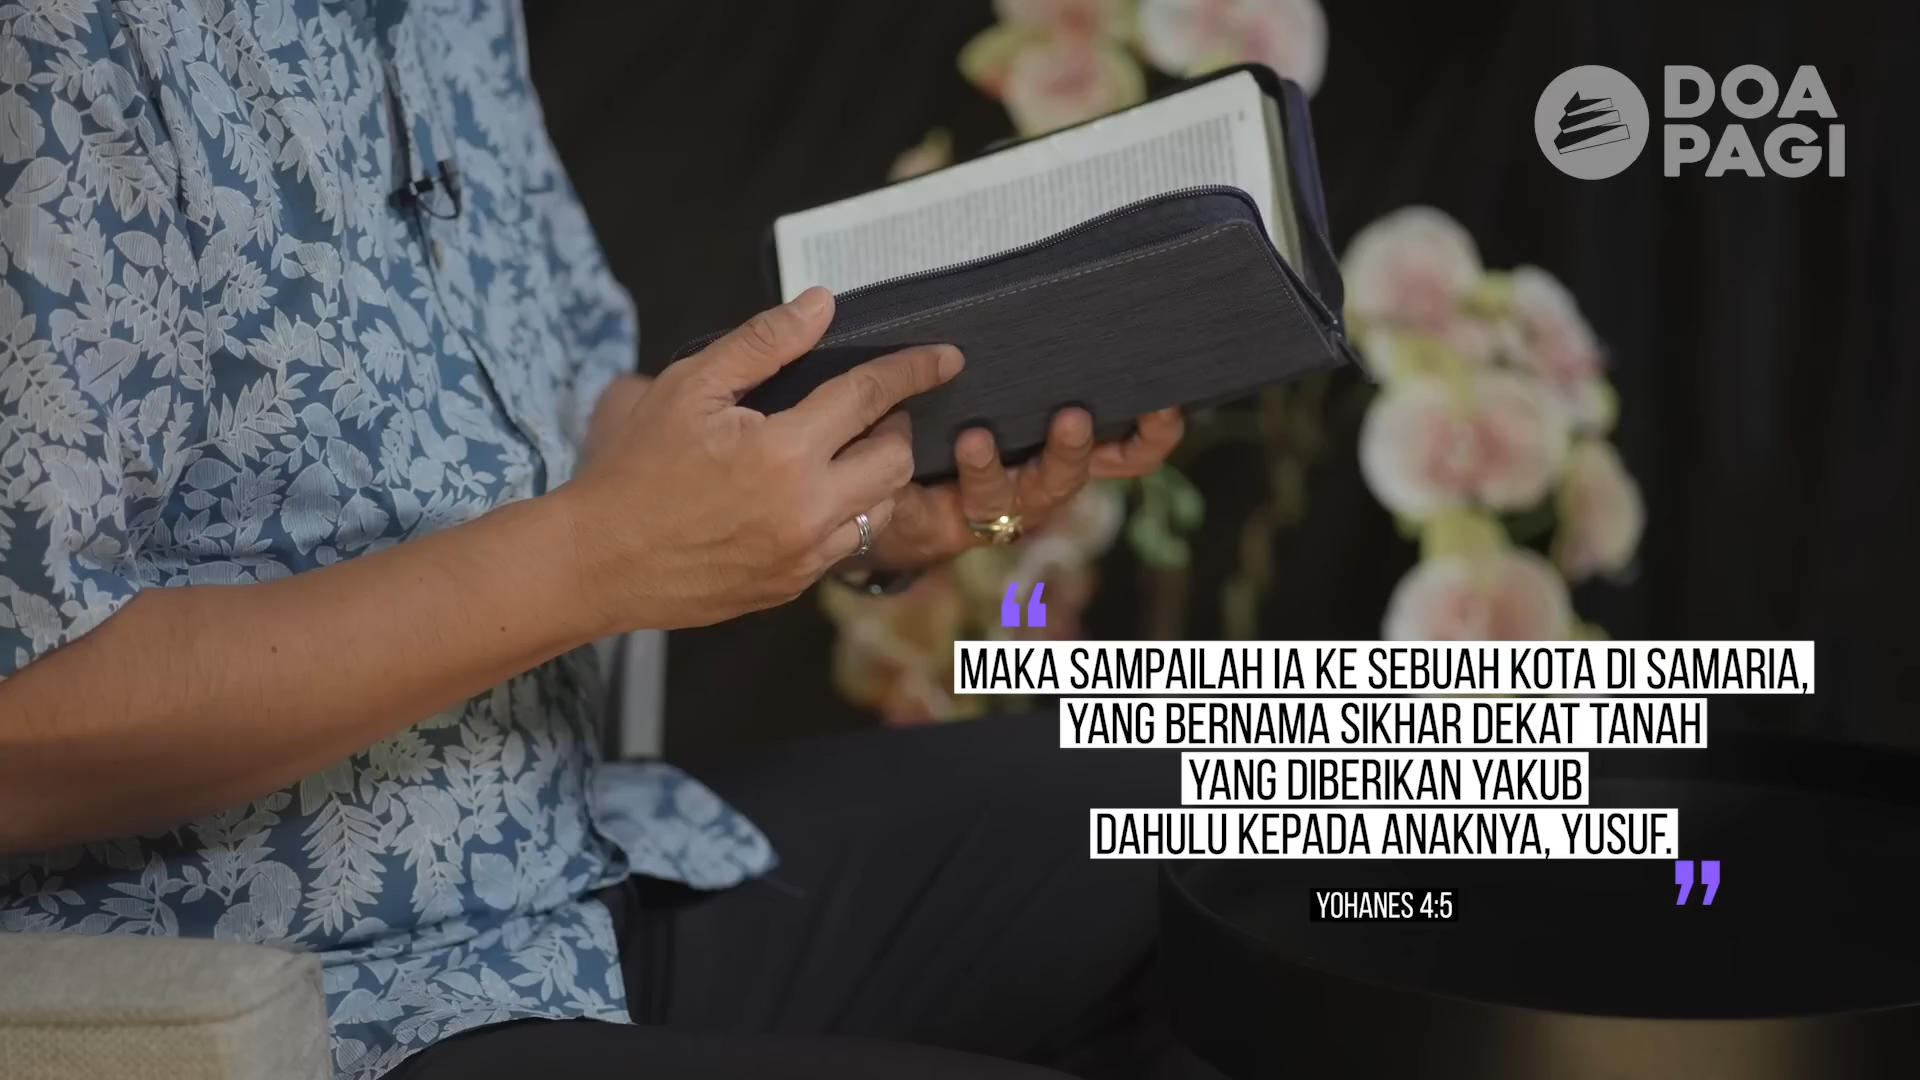 DOA
PAGI
“
MAKA SAMPAILAH IA KE SEBUAH KOTA DI SAMARIA,
YANG BERNAMA SIKHAR DEKAT TANAH
YANG DIBERIKAN YAKUB
DAHULU KEPADA ANAKNYA, YUSUF.
”
YOHANES 4:5